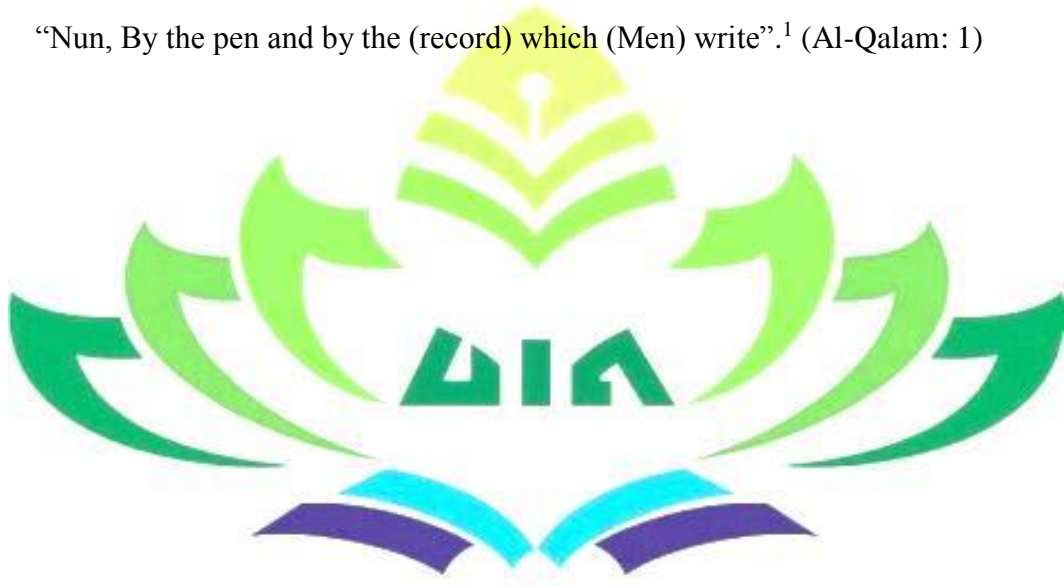 “Nun, By the pen and by the (record) which (Men) write”.¹ (Al-Qalam: 1)
UIN